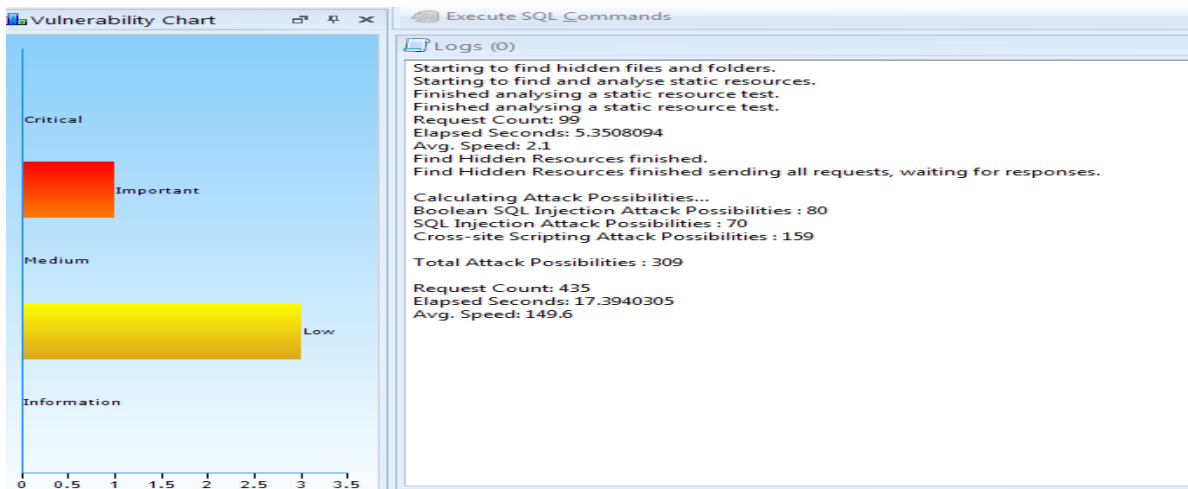 Vulnerability Chart
Critical
Important
Medium
Low
Information
0 0.5 1 1.5 2 2.5 3 3.5
Execute SQL Commands
Logs (0)
Starting to find hidden files and folders.
Starting to find and analyse static resources.
Finished analysing a static resource test.
Finished analysing a static resource test.
Request Count: 99
Elapsed Seconds: 5.3508094
Avg. Speed: 2.1
Find Hidden Resources finished.
Find Hidden Resources finished sending all requests, waiting for responses.
Calculating Attack Possibilities...
Boolean SQL Injection Attack Possibilities : 80
SQL Injection Attack Possibilities : 70
Cross-site Scripting Attack Possibilities : 159
Total Attack Possibilities : 309
Request Count: 435
Elapsed Seconds: 17.3940305
Avg. Speed: 149.6